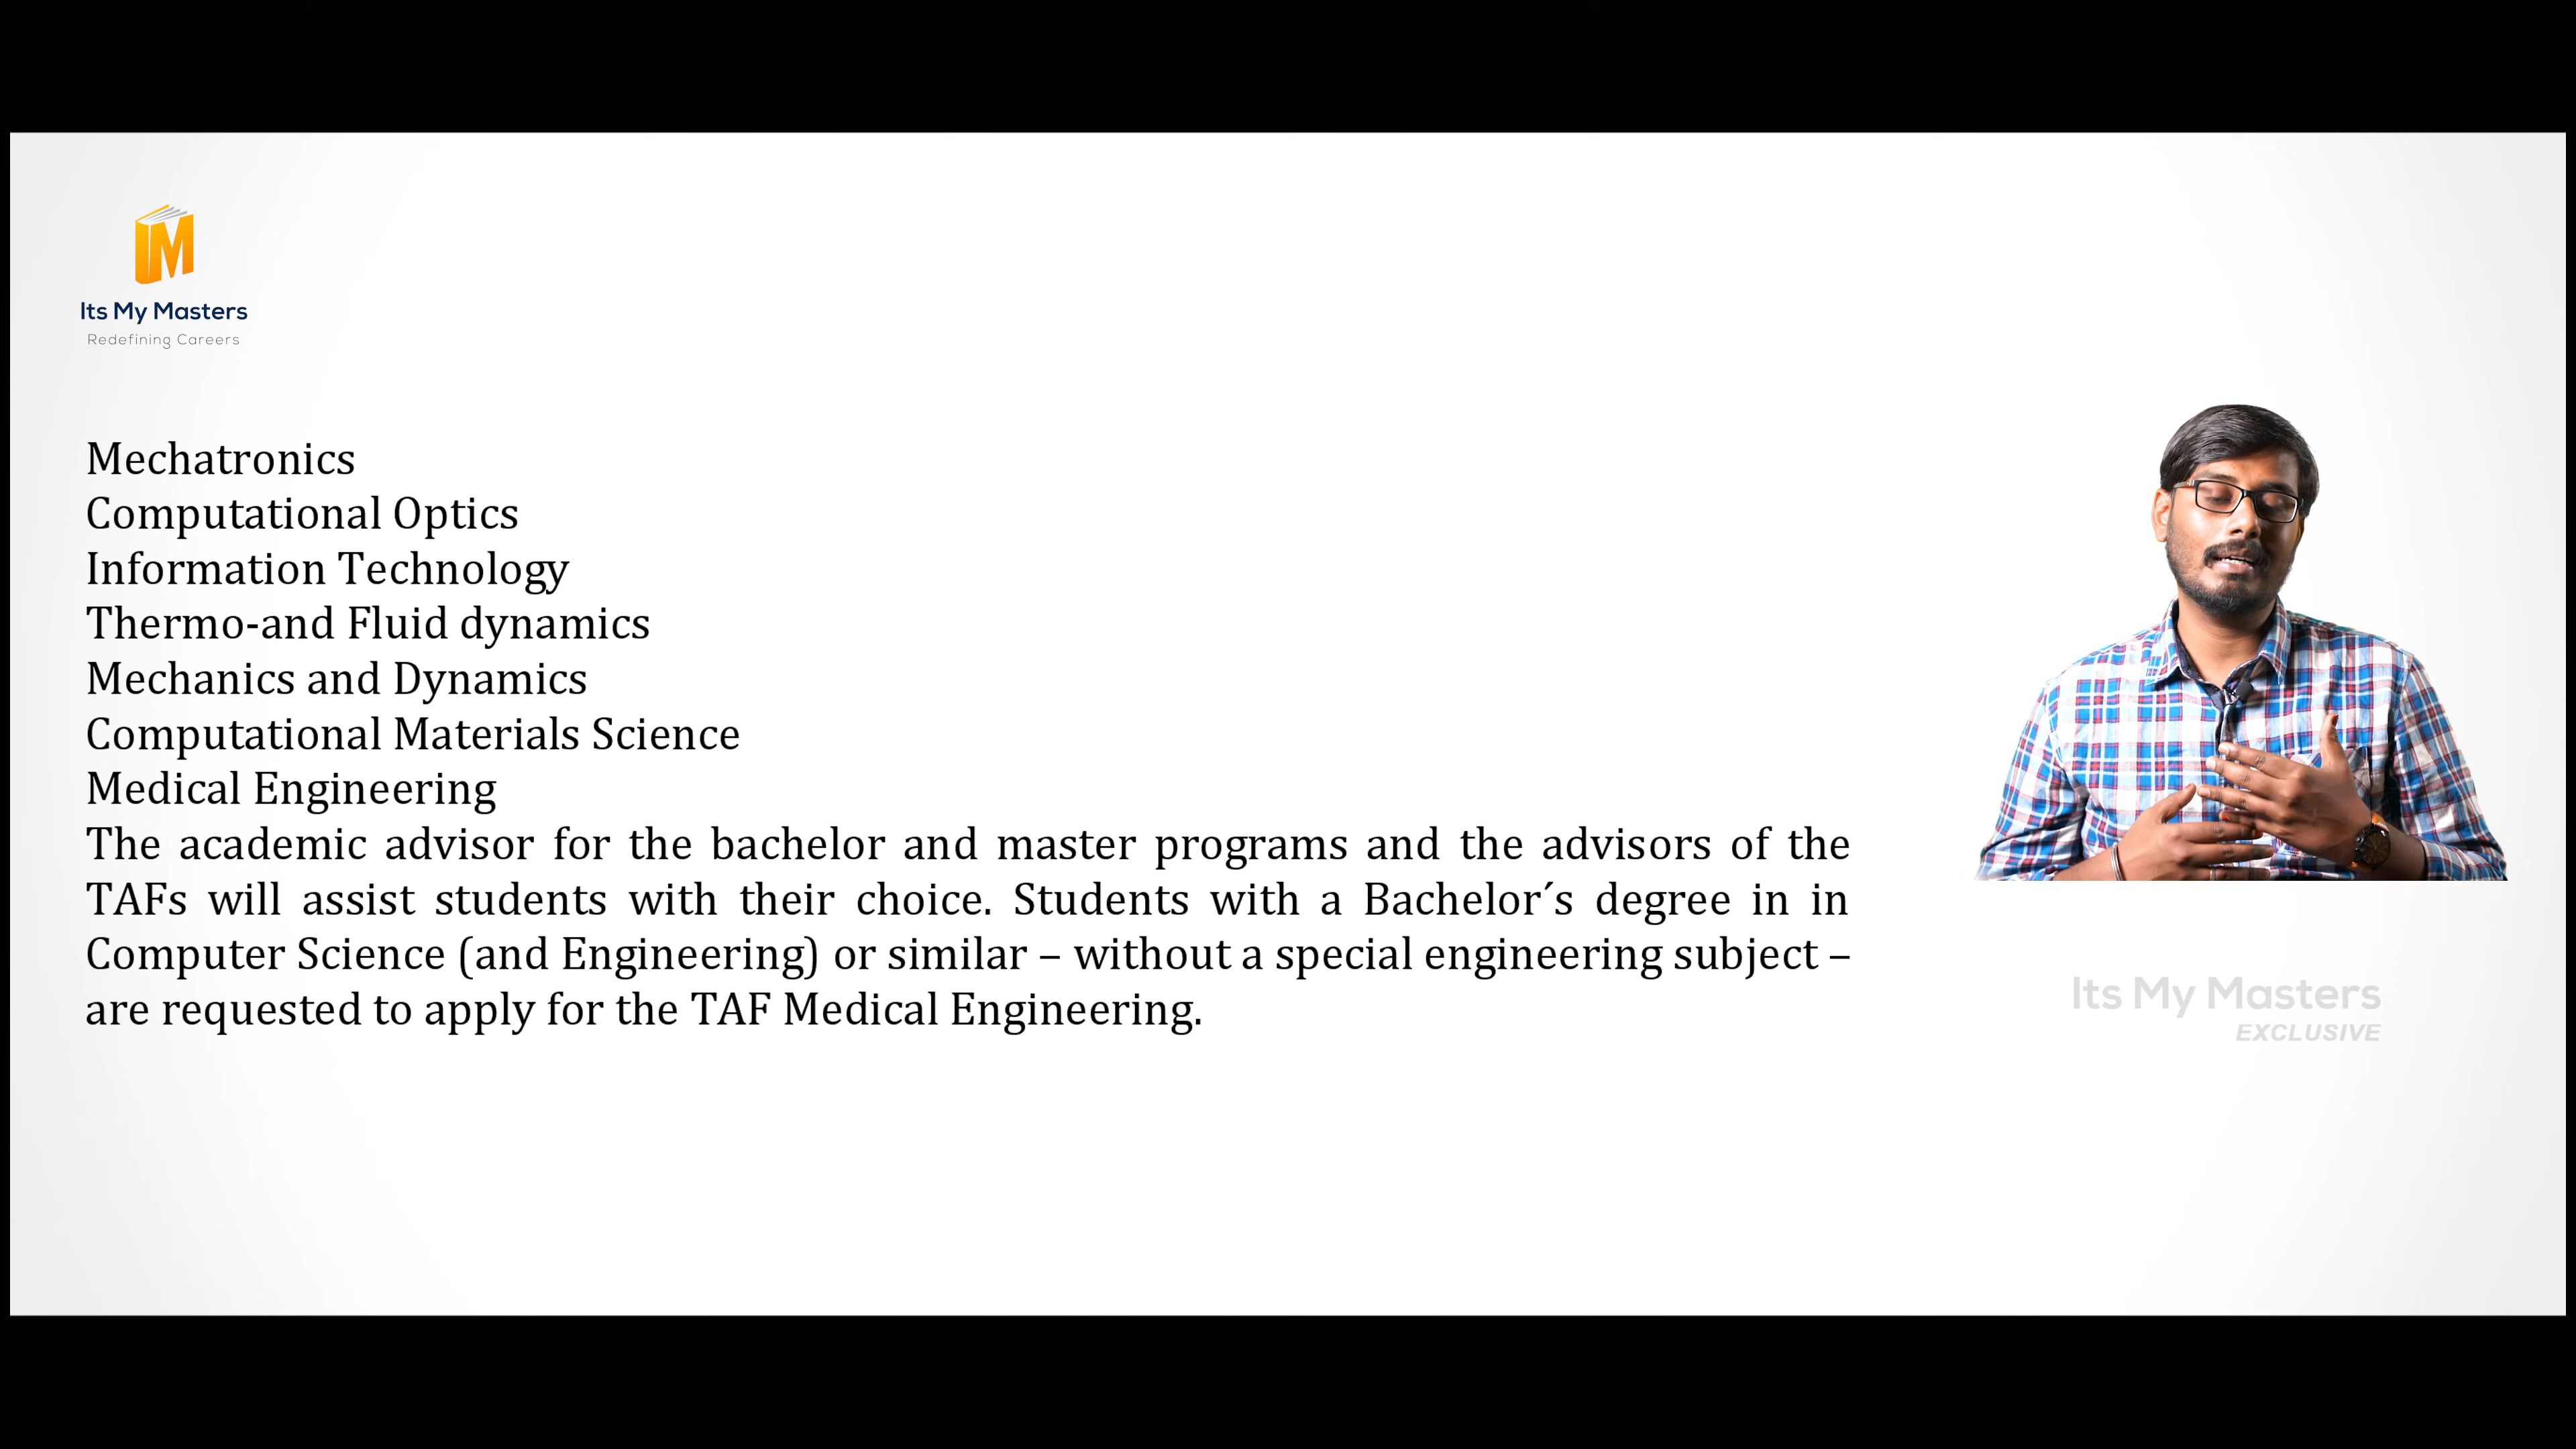 M
Its My Masters
Redefining Careers
Mechatronics
Computational Optics
Information Technology
Thermo-and Fluid dynamics
Mechanics and Dynamics
Computational Materials Science
Medical Engineering
The academic advisor for the bachelor and master programs and the advisors of the
TAFs will assist students with their choice. Students with a Bachelor´s degree in in
Computer Science (and Engineering) or similar – without a special engineering subject –
are requested to apply for the TAF Medical Engineering.
Its My Masters
EXCLUSIVE